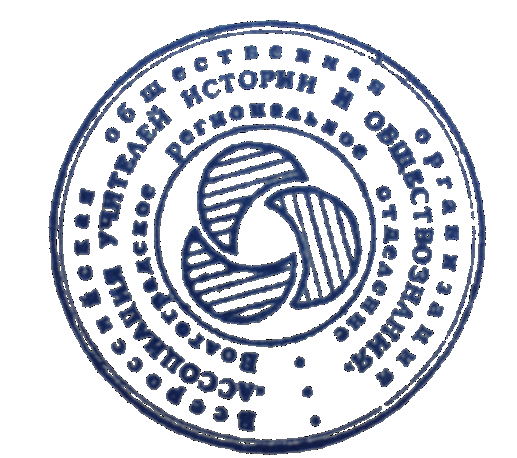 Всероссийская общественная организация
"АССОЦИАЦИЯ УЧИТЕЛЕЙ ИСТОРИИ И ОБЩЕСТВОЗНАНИЯ"
Волгоградское региональное отделение